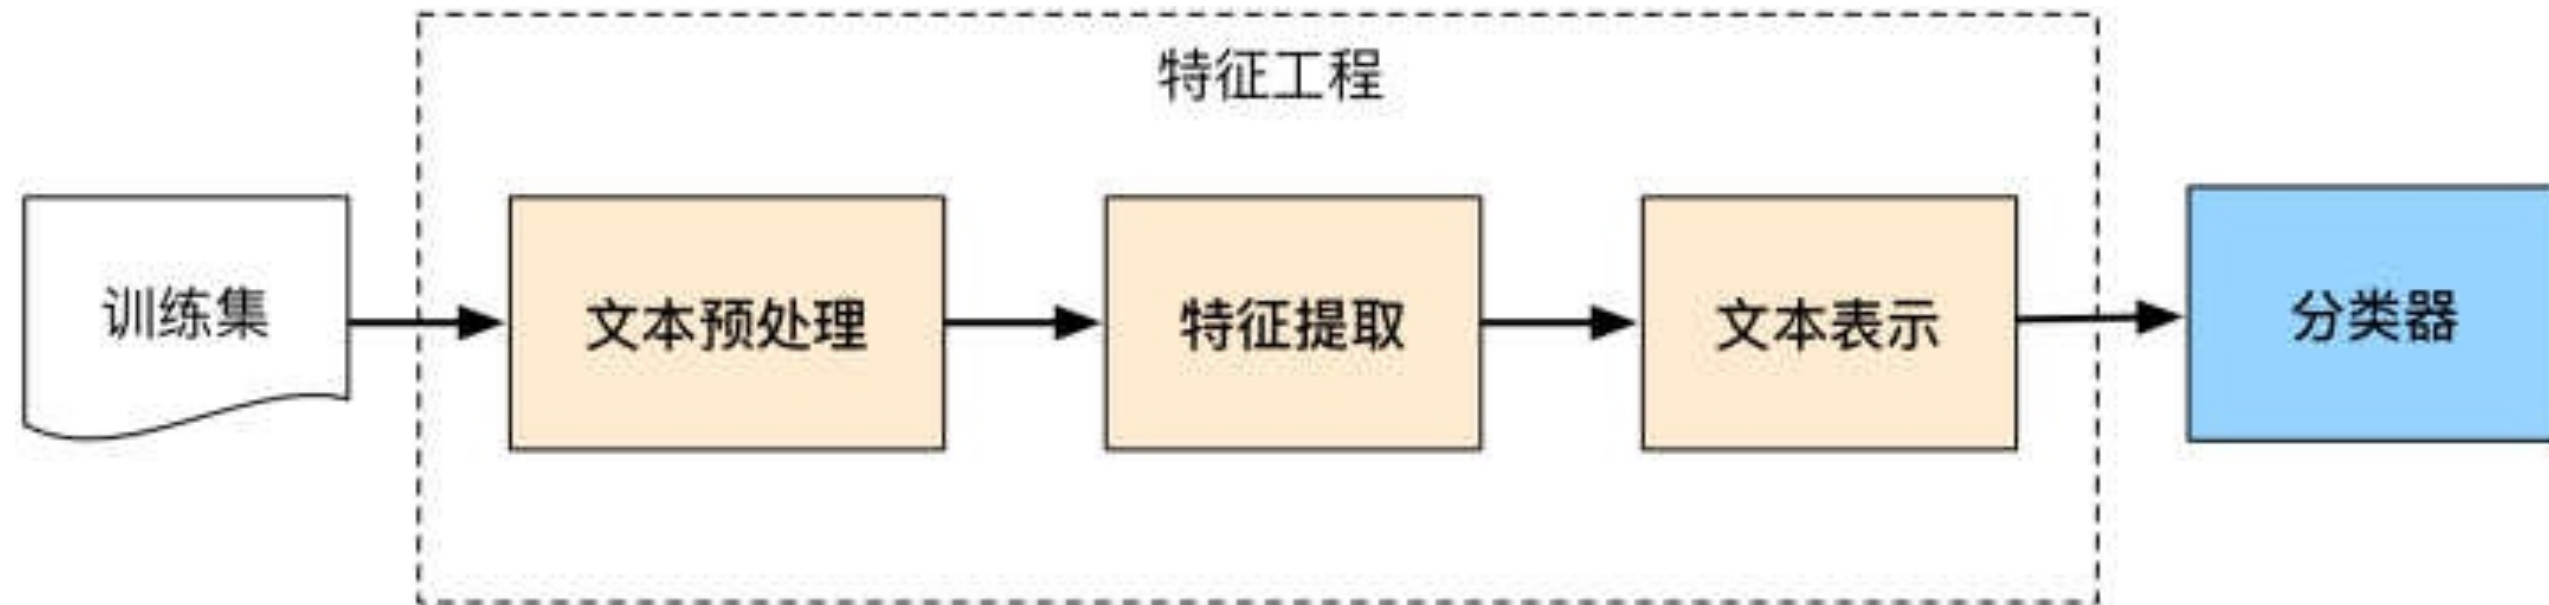 特征工程
训练集
文本预处理
特征提取
文本表示
分类器